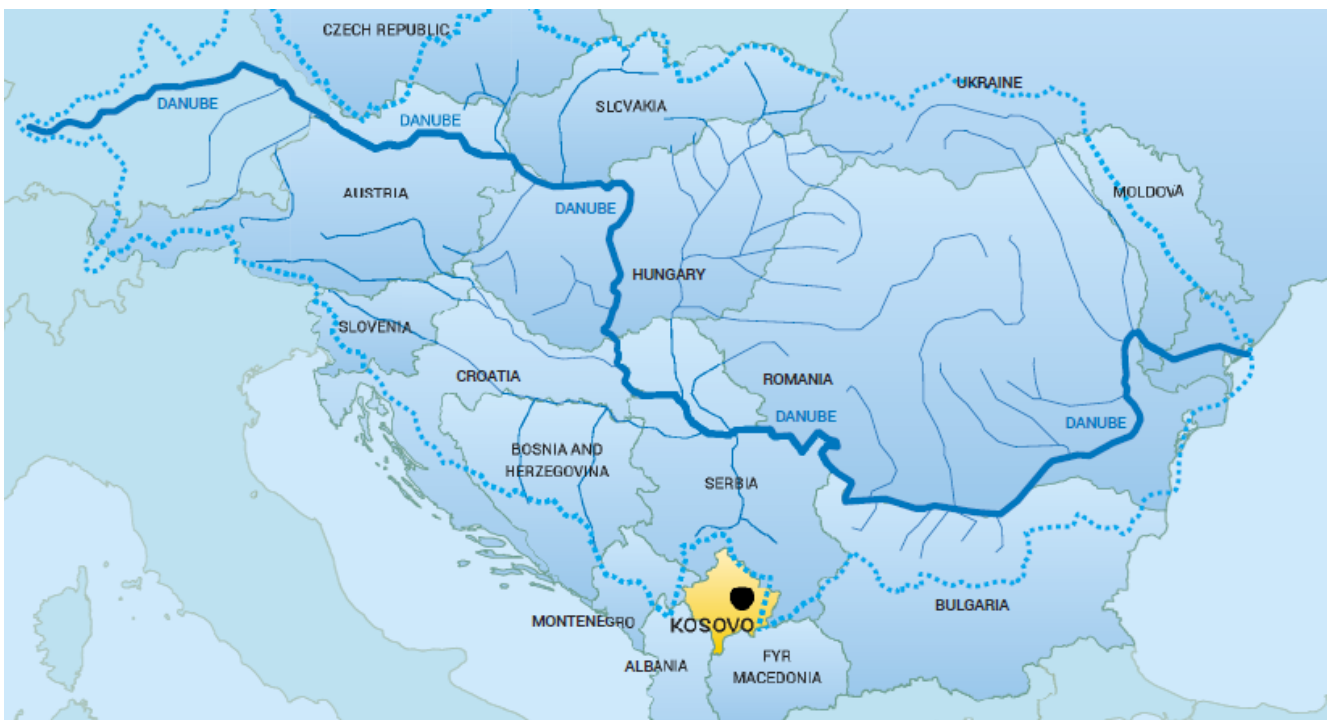 CZECH REPUBLIC
UKRAINE
DANUBE
SLCVAKIA
DANUBE
AUSTRIA
MOLDOVA
DANUBE
HUNGARY
SLOVENIA
CROATIA
ROMANIA
DANUBE
DANUBE
BOSNIA AND
HERZEGOVINA
SERBIA
BULGARIA
MONTENEGRO
KOSOVO
ALBANIA
FYR
MACEDONIA